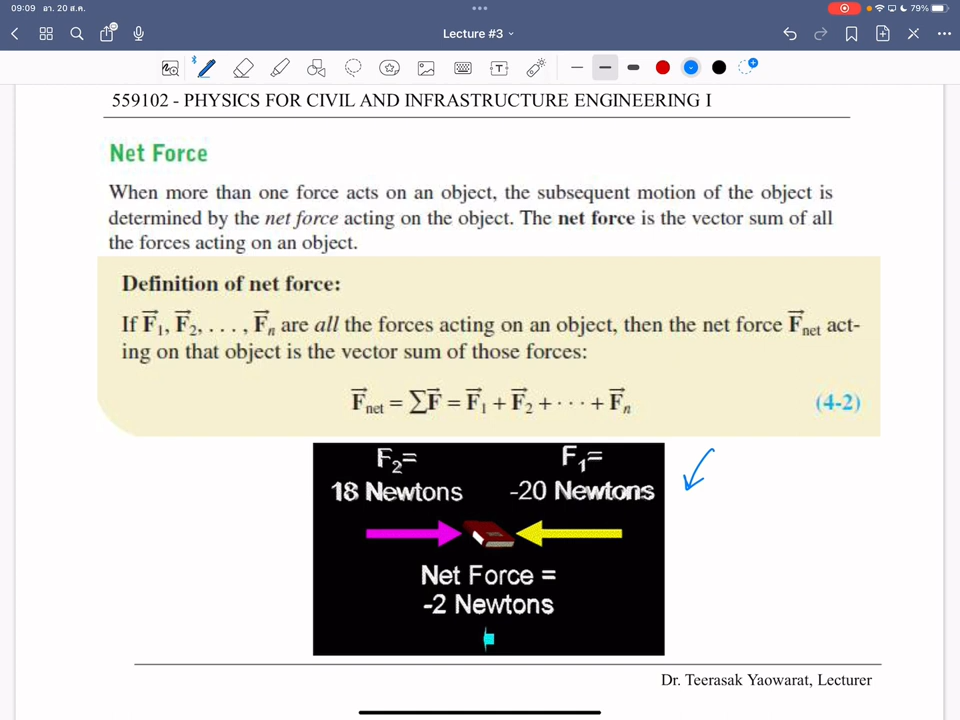 09:09 อา. 20 ส.ค.
79%
Lecture #3
559102 - PHYSICS FOR CIVIL AND INFRASTRUCTURE ENGINEERING I
Net Force
When more than one force acts on an object, the subsequent motion of the object is
determined by the net force acting on the object. The net force is the vector sum of all
the forces acting on an object.
Definition of net force:
If F⃗₁, F⃗₂, . . . , F⃗ₙ are all the forces acting on an object, then the net force F⃗net act-
ing on that object is the vector sum of those forces:
F⃗net = ∑F⃗ = F⃗₁ + F⃗₂ + · · · + F⃗ₙ (4-2)
F₂=
18 Newtons
F₁=
-20 Newtons
Net Force =
-2 Newtons
Dr. Teerasak Yaowarat, Lecturer